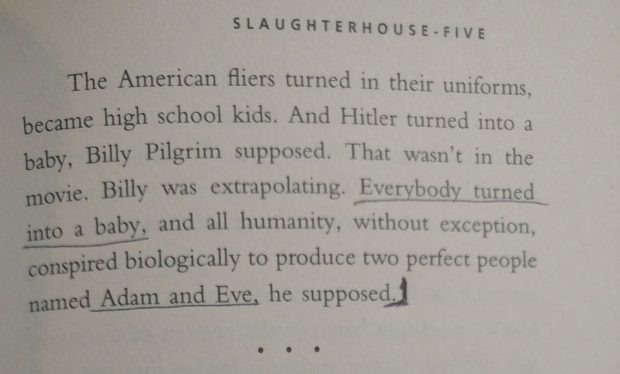 SLAUGHTERHOUSE-FIVE
The American fliers turned in their uniforms,
became high school kids. And Hitler turned into a
baby, Billy Pilgrim supposed. That wasn't in the
movie. Billy was extrapolating. Everybody turned
into a baby, and all humanity, without exception,
conspired biologically to produce two perfect people
named Adam and Eve, he supposed.
• • •